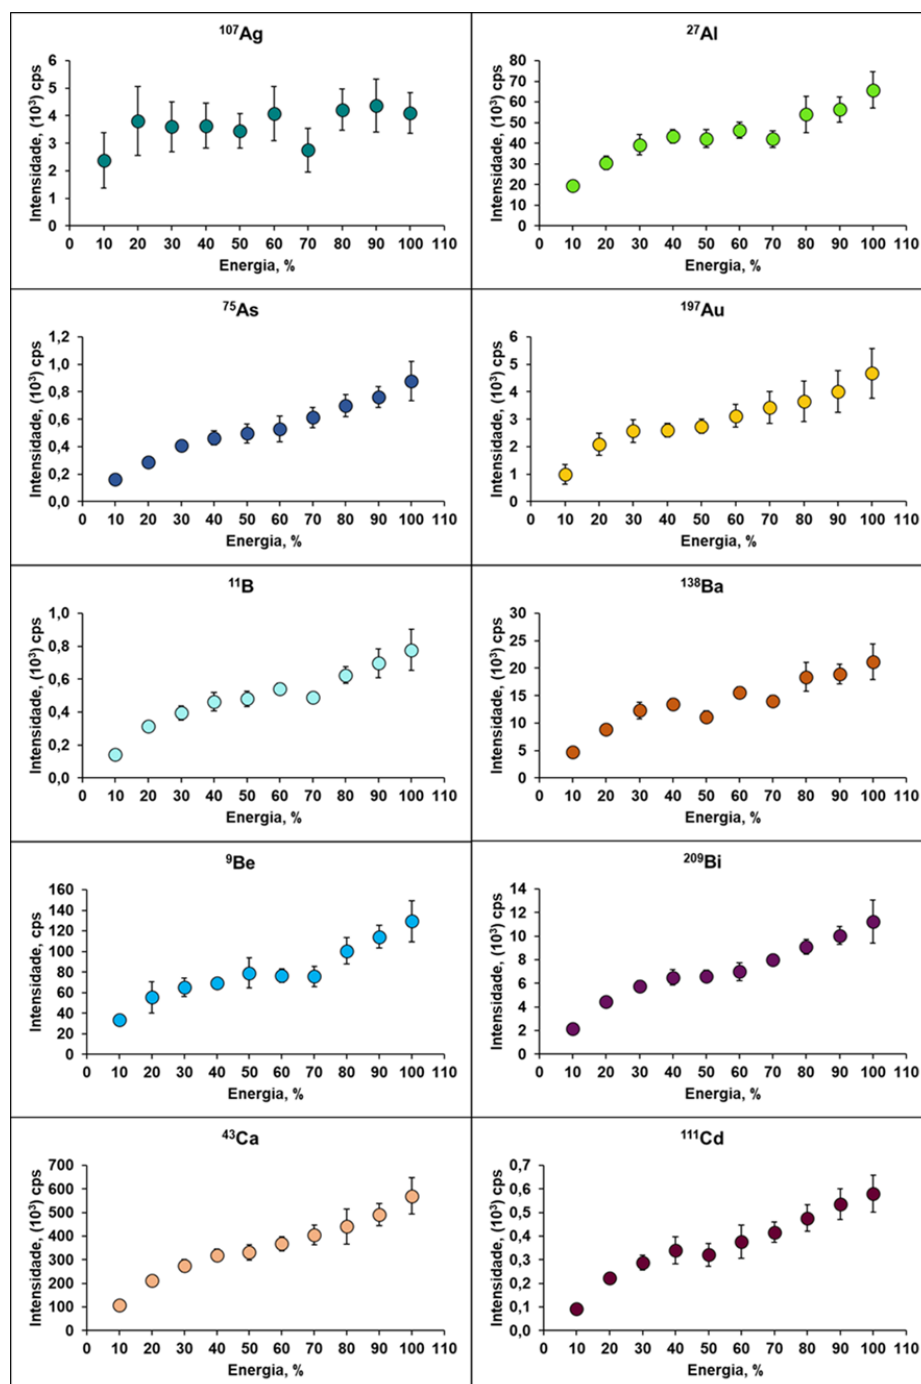 ¹⁰⁷Ag
Intensidade, (10³) cps
6
5
4
3
2
1
0
0 10 20 30 40 50 60 70 80 90 100 110
Energia, %
²⁷Al
Intensidade, (10³) cps
80
70
60
50
40
30
20
10
0
0 10 20 30 40 50 60 70 80 90 100 110
Energia, %
⁷⁵As
Intensidade, (10³) cps
1,2
1,0
0,8
0,6
0,4
0,2
0,0
0 10 20 30 40 50 60 70 80 90 100 110
Energia, %
¹⁹⁷Au
Intensidade, (10³) cps
6
5
4
3
2
1
0
0 10 20 30 40 50 60 70 80 90 100 110
Energia, %
¹¹B
Intensidade, (10³) cps
1,0
0,8
0,6
0,4
0,2
0,0
0 10 20 30 40 50 60 70 80 90 100 110
Energia, %
¹³⁸Ba
Intensidade, (10³) cps
30
25
20
15
10
5
0
0 10 20 30 40 50 60 70 80 90 100 110
Energia, %
⁹Be
Intensidade, cps
160
140
120
100
80
60
40
20
0
0 10 20 30 40 50 60 70 80 90 100 110
Energia, %
²⁰⁹Bi
Intensidade, (10³) cps
14
12
10
8
6
4
2
0
0 10 20 30 40 50 60 70 80 90 100 110
Energia, %
⁴³Ca
Intensidade, (10³) cps
700
600
500
400
300
200
100
0
0 10 20 30 40 50 60 70 80 90 100 110
Energia, %
¹¹¹Cd
Intensidade, (10³) cps
0,7
0,6
0,5
0,4
0,3
0,2
0,1
0,0
0 10 20 30 40 50 60 70 80 90 100 110
Energia, %